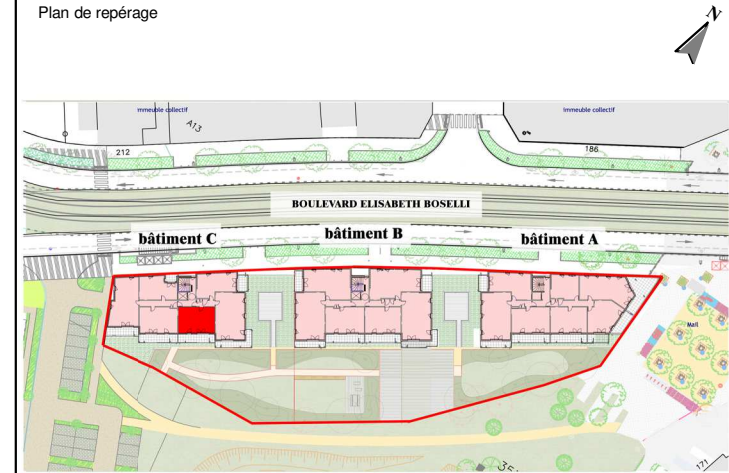 Plan de repérage
N
Immeuble collectif
Immeuble collectif
A13
212
186
BOULEVARD ELISABETH BOSELLI
bâtiment C
bâtiment B
bâtiment A
Mail
171